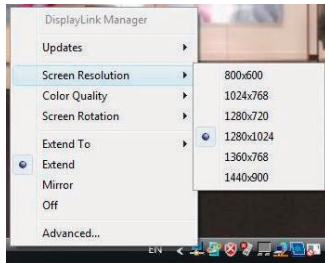 DisplayLink Manager
Updates
Screen Resolution
Color Quality
Screen Rotation
Extend To
Extend
Mirror
Off
Advanced...
800x600
1024x768
1280x720
1280x1024
1360x768
1440x900
EN